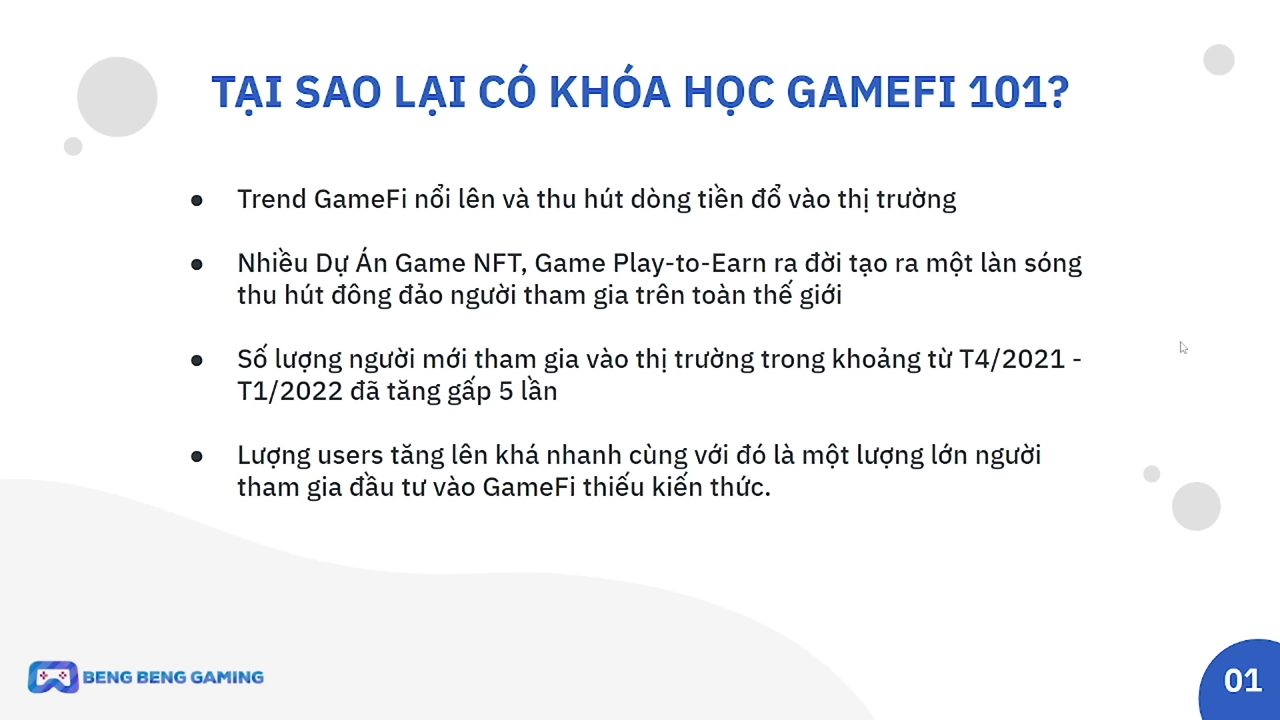 TẠI SAO LẠI CÓ KHÓA HỌC GAMEFI 101?
● Trend GameFi nổi lên và thu hút dòng tiền đổ vào thị trường
● Nhiều Dự Án Game NFT, Game Play-to-Earn ra đời tạo ra một làn sóng
thu hút đông đảo người tham gia trên toàn thế giới
● Số lượng người mới tham gia vào thị trường trong khoảng từ T4/2021 -
T1/2022 đã tăng gấp 5 lần
● Lượng users tăng lên khá nhanh cùng với đó là một lượng lớn người
tham gia đầu tư vào GameFi thiếu kiến thức.
BENG BENG GAMING
01